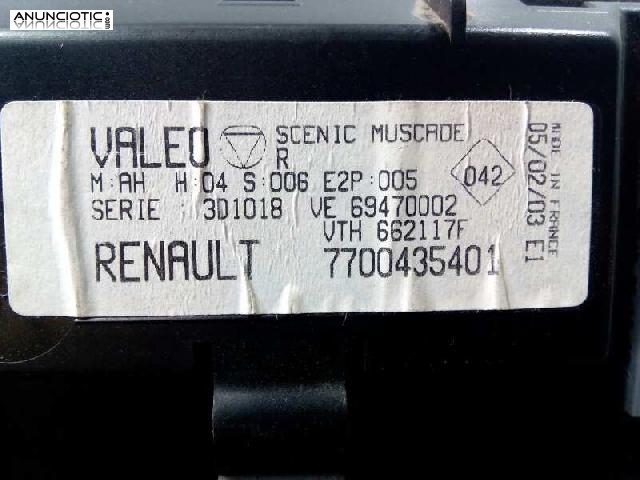 ANUNCIOTIC.com
VALEO SCENIC MUSCADE
R
M:AH H:04 S:006 E2P:005
042
SERIE : 3D1018 VE 69470002
VTH 662117F
RENAULT 7700435401
MADE IN FRANCE
05/02/03 E1